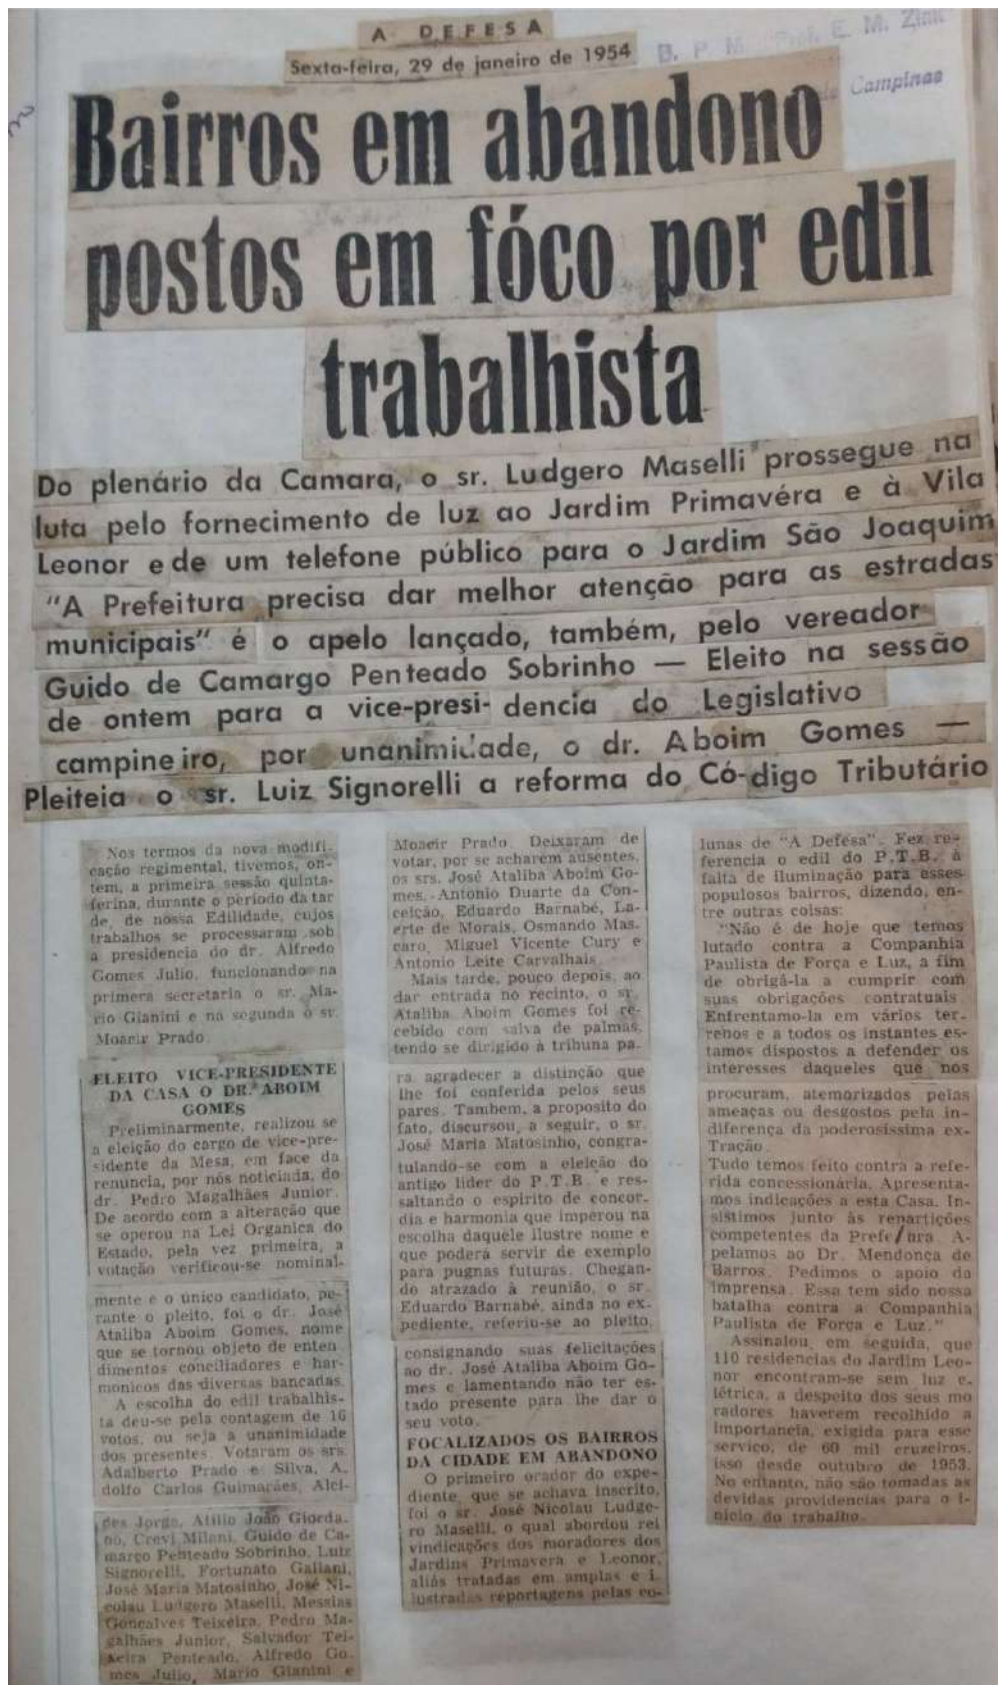 A DEFESA
Sexta-feira, 29 de janeiro de 1954
B. P. M. Prof. E. M. Zink
de Campinas
Bairros em abandono
postos em fóco por edil
trabalhista
Do plenário da Camara, o sr. Ludgero Maselli prossegue na
luta pelo fornecimento de luz ao Jardim Primavéra e à Vila
Leonor e de um telefone público para o Jardim São Joaquim
"A Prefeitura precisa dar melhor atenção para as estradas
municipais" é o apelo lançado, também, pelo vereador
Guido de Camargo Penteado Sobrinho — Eleito na sessão
de ontem para a vice-presi- dencia do Legislativo
campineiro, por unanimidade, o dr. Aboim Gomes —
Pleiteia o sr. Luiz Signorelli a reforma do Có-digo Tributário
Nos termos da nova modifi-
cação regimental, tivemos, on-
tem, a primeira sessão quinta-
ferina, durante o período da tar
de, de nossa Edilidade, cujos
trabalhos se processaram sob
a presidencia do dr. Alfredo
Gomes Julio, funcionando na
primera secretaria o sr. Ma-
rio Gianini e na segunda o sr.
Moacir Prado.
ELEITO VICE-PRESIDENTE
DA CASA O DR. ABOIM
GOMES
Preliminarmente, realizou se
a eleição do cargo de vice-pre-
sidente da Mesa, em face da
renúncia, por nós noticiada, do
dr. Pedro Magalhães Junior.
De acordo com a alteração que
se operou na Lei Organica do
Estado, pela vez primeira, a
votação verificou-se nominal-
mente e o unico candidato, pe-
rante o pleito, foi o dr. José
Ataliba Aboim Gomes, nome
que se tornou objeto de enten
dimentos conciliadores e har-
monicos das diversas bancadas.
A escolha do edil trabalhis-
ta deu-se pela contagem de 16
votos, ou seja a unanimidade
dos presentes. Votaram os srs.
Adalberto Prado e Silva, A.
dolfo Carlos Guimarães, Alci-
des Jorge, Atilio João Giorda.
no, Crevi Milani, Guido de Ca-
margo Penteado Sobrinho, Luiz
Signorelli, Fortunato Galiani,
José Maria Matosinho, José Ni-
colau Ludgero Maselli, Messias
Gonçalves Teixeira, Pedro Ma-
galhães Junior, Salvador Tei-
xeira Penteado, Alfredo Go-
mes Julio, Mario Gianini e
Moacir Prado. Deixaram de
votar, por se acharem ausentes,
os srs. José Ataliba Aboim Go-
mes, Antonio Duarte da Con-
ceição, Eduardo Barnabé, La-
erte de Morais, Osmando Mas-
caro, Miguel Vicente Cury e
Antonio Leite Carvalhais.
Mais tarde, pouco depois, ao
dar entrada no recinto, o sr.
Ataliba Aboim Gomes foi re-
cebido com salva de palmas,
tendo se dirigido à tribuna pa-
ra agradecer a distinção que
lhe foi conferida pelos seus
pares. Tambem, a proposito do
fato, discursou, a seguir, o sr.
José Maria Matosinho, congra-
tulando-se com a eleição do
antigo lider do P.T.B. e res-
saltando o espirito de concor-
dia e harmonia que imperou na
escolha daquele ilustre nome e
que poderá servir de exemplo
para pugnas futuras. Chegan-
do atrazado à reunião, o sr.
Eduardo Barnabé, ainda no ex-
pediente, referiu-se ao pleito,
consignando suas felicitações
ao dr. José Ataliba Aboim Go-
mes e lamentando não ter es-
tado presente para lhe dar o
seu voto.
FOCALIZADOS OS BAIRROS
DA CIDADE EM ABANDONO
O primeiro orador do expe-
diente, que se achava inscrito,
foi o sr. José Nicolau Ludge-
ro Maselli, o qual abordou rei
vindicações dos moradores dos
Jardins Primavera e Leonor,
aliás tratadas em amplas e i-
lustradas reportagens pelas co-
lunas de "A Defesa". Fez re-
ferencia o edil do P.T.B. à
falta de iluminação para esses
populosos bairros, dizendo, en-
tre outras coisas:
"Não é de hoje que temos
lutado contra a Companhia
Paulista de Força e Luz, a fim
de obrigá-la a cumprir com
suas obrigações contratuais.
Enfrentamo-la em vários ter-
renos e a todos os instantes es-
tamos dispostos a defender os
interesses daqueles que nos
procuram, atemorizados pelas
ameaças ou desgostos pela in-
diferença da poderosíssima ex-
Tração.
Tudo temos feito contra a refe-
rida concessionária. Apresenta-
mos indicações a esta Casa. In-
sistimos junto às repartições
competentes da Prefe/ura. A-
pelamos ao Dr. Mendonça de
Barros. Pedimos o apoio da
imprensa. Essa tem sido nossa
batalha contra a Companhia
Paulista de Força e Luz."
Assinalou, em seguida, que
110 residencias do Jardim Leo-
nor encontram-se sem luz e-
létrica, a despeito dos seus mo
radores haverem recolhido a
importancia, exigida para esse
serviço, de 60 mil cruzeiros,
isso desde outubro de 1953.
No entanto, não são tomadas as
devidas providencias para o i-
nicio do trabalho.